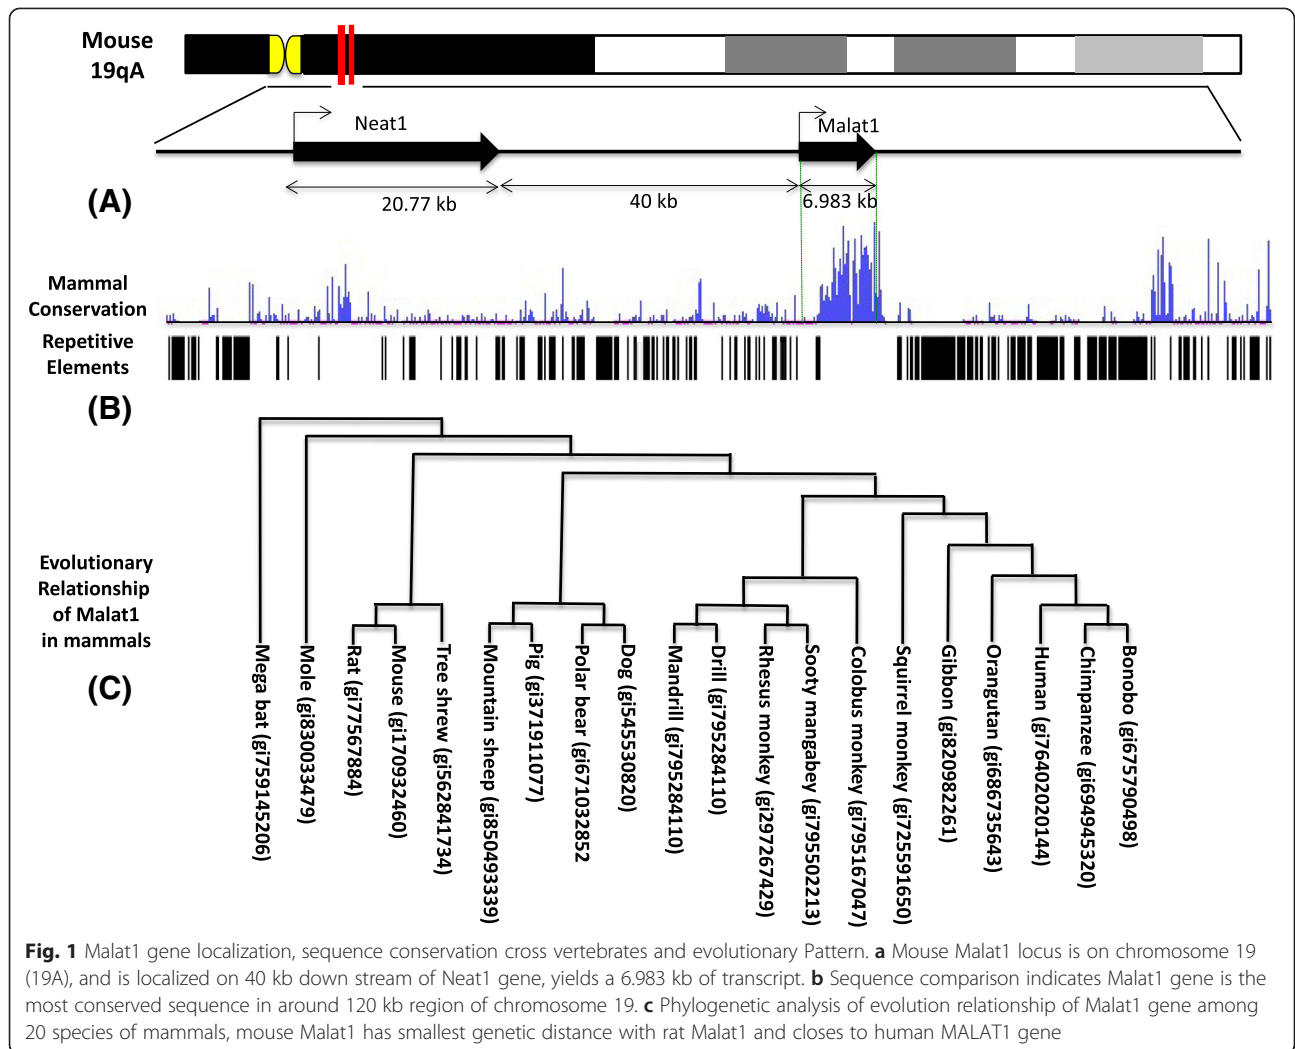 Mouse
19qA
Neat1
Malat1
20.77 kb
40 kb
6.983 kb
(A)
Mammal
Conservation
Repetitive
Elements
(B)
Evolutionary
Relationship
of Malat1
in mammals
(C)
Mega bat (gi759145206)
Mole (gi830033479)
Rat (gi77567884)
Mouse (gi170932460)
Tree shrew (gi562841734)
Mountain sheep (gi850493339)
Pig (gi371911077)
Polar bear (gi671032852
Dog (gi545530820)
Mandrill (gi795284110)
Drill (gi795284110)
Rhesus monkey (gi297267429)
Sooty mangabey (gi795502213)
Colobus monkey (gi795167047)
Squirrel monkey (gi725591650)
Gibbon (gi820982261)
Orangutan (gi686735643)
Human (gi76402020144)
Chimpanzee (gi694945320)
Bonobo (gi675790498)
Fig. 1 Malat1 gene localization, sequence conservation cross vertebrates and evolutionary Pattern. a Mouse Malat1 locus is on chromosome 19
(19A), and is localized on 40 kb down stream of Neat1 gene, yields a 6.983 kb of transcript. b Sequence comparison indicates Malat1 gene is the
most conserved sequence in around 120 kb region of chromosome 19. c Phylogenetic analysis of evolution relationship of Malat1 gene among
20 species of mammals, mouse Malat1 has smallest genetic distance with rat Malat1 and closes to human MALAT1 gene